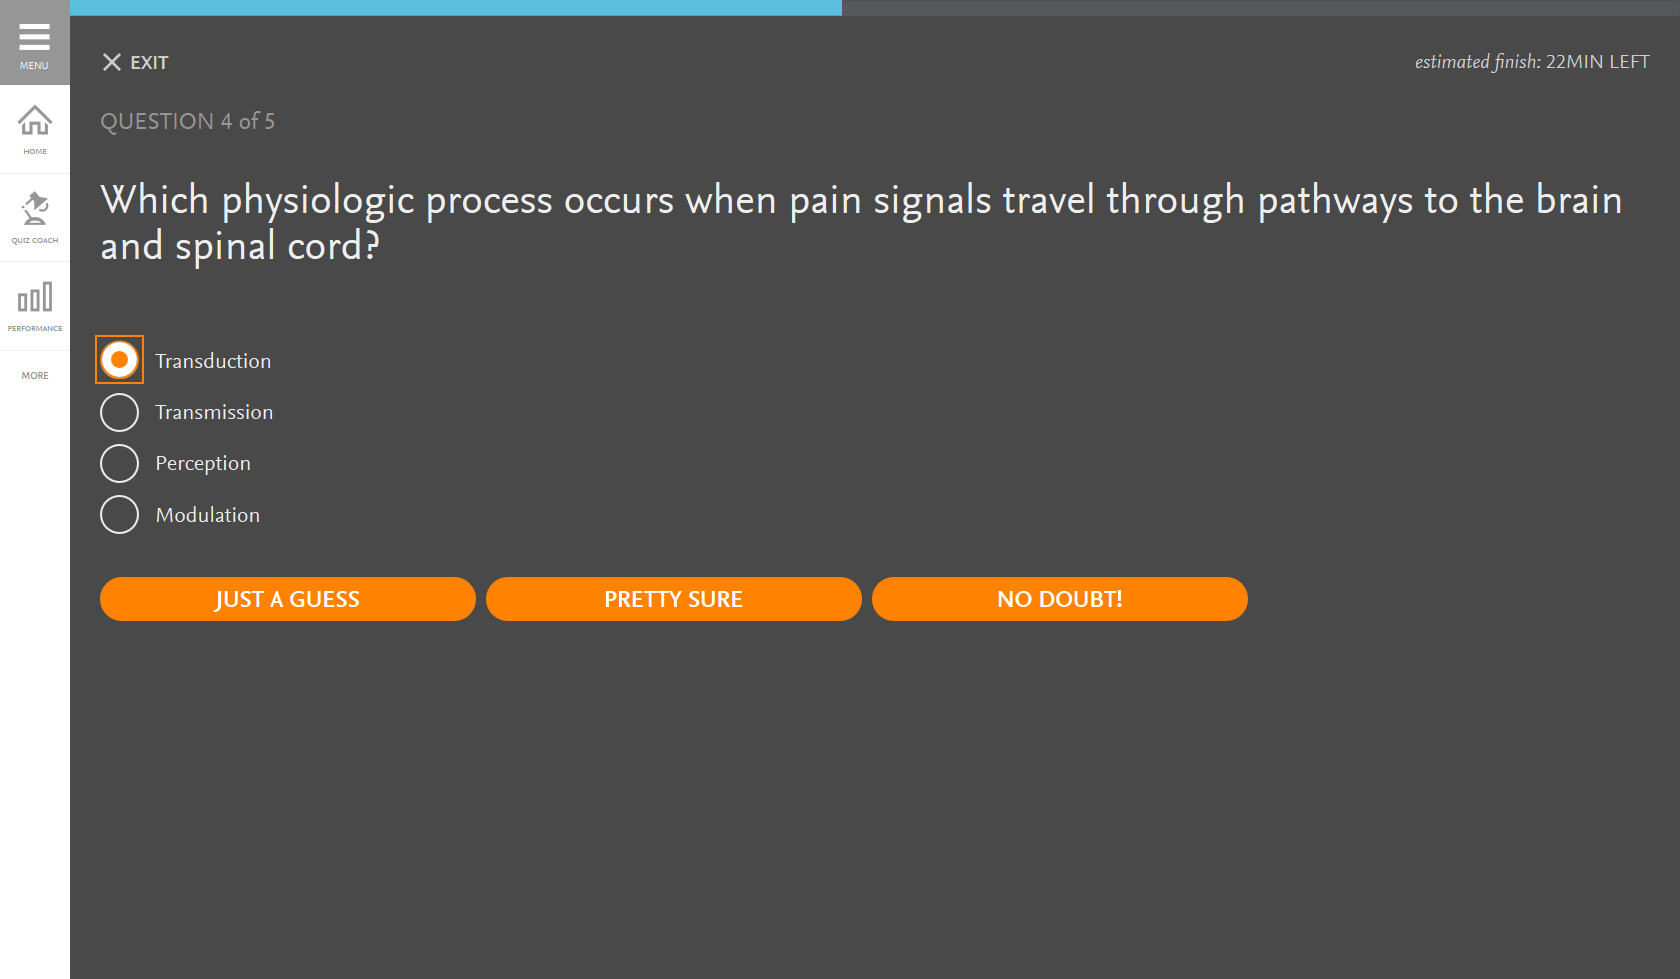 MENU
HOME
QUIZ COACH
PERFORMANCE
MORE
EXIT
estimated finish: 22MIN LEFT
QUESTION 4 of 5
Which physiologic process occurs when pain signals travel through pathways to the brain
and spinal cord?
Transduction
Transmission
Perception
Modulation
JUST A GUESS
PRETTY SURE
NO DOUBT!